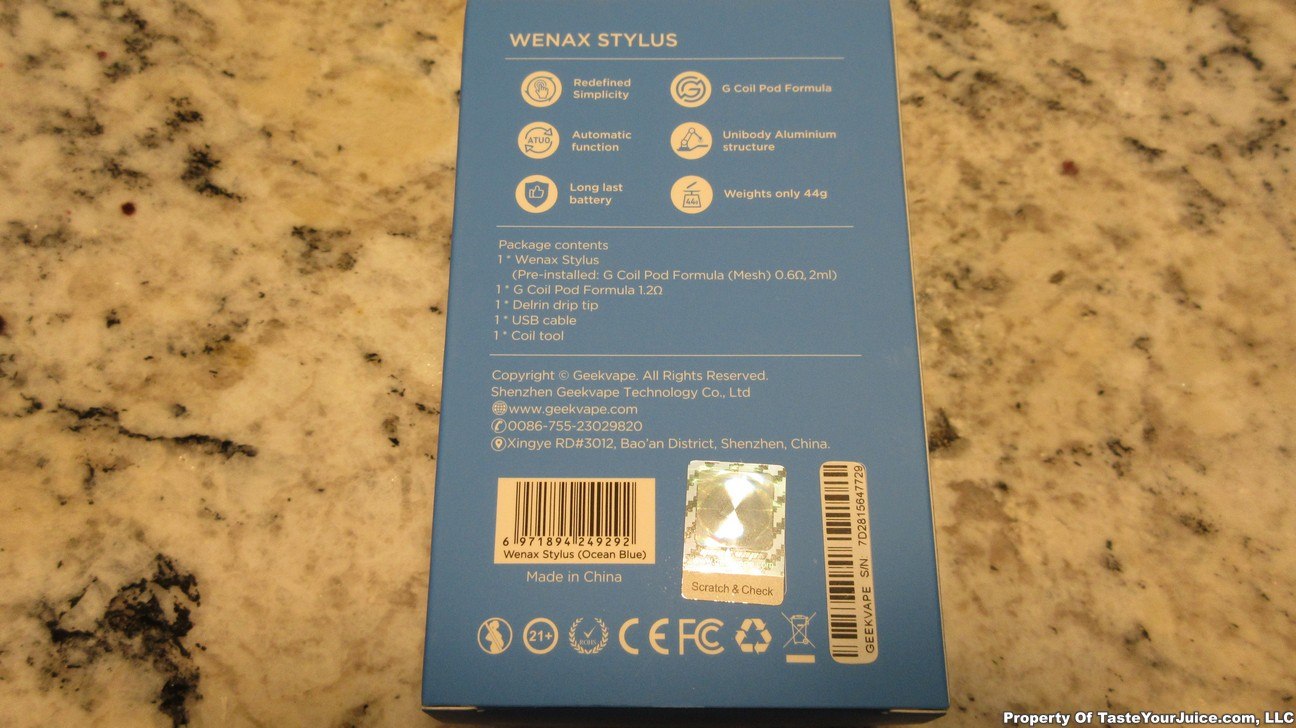 WENAX STYLUS
Redefined
Simplicity
G Coil Pod Formula
ATUO
Automatic
function
Unibody Aluminium
structure
Long last
battery
44g
Weights only 44g
Package contents
1 * Wenax Stylus
(Pre-installed: G Coil Pod Formula (Mesh) 0.6Ω, 2ml)
1 * G Coil Pod Formula 1.2Ω
1 * Delrin drip tip
1 * USB cable
1 * Coil tool
Copyright © Geekvape. All Rights Reserved.
Shenzhen Geekvape Technology Co., Ltd
www.geekvape.com
0086-755-23029820
Xingye RD#3012, Bao'an District, Shenzhen, China.
6 971894 249292
Wenax Stylus (Ocean Blue)
Made in China
Scratch & Check
GEEKVAPE S/N 7D2815647729
21+
ROHS
CE FC
Property Of TasteYourJuice.com, LLC